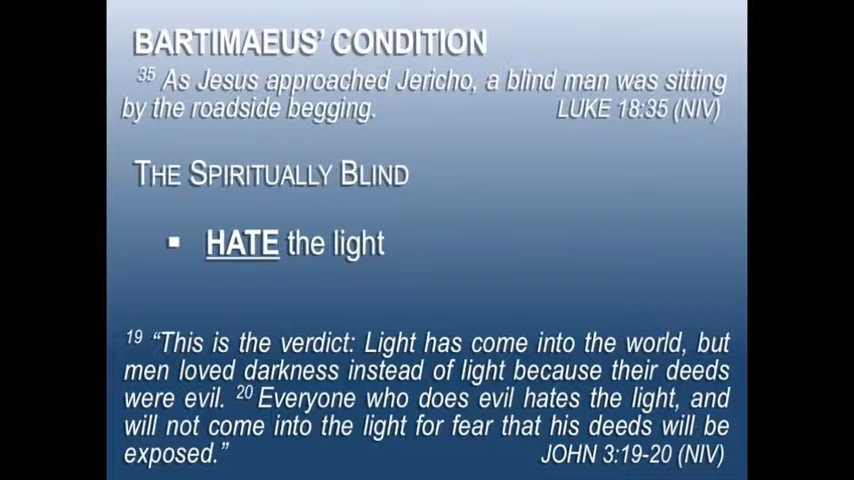 BARTIMAEUS’ CONDITION
35 As Jesus approached Jericho, a blind man was sitting
by the roadside begging. LUKE 18:35 (NIV)
THE SPIRITUALLY BLIND
▪ HATE the light
19 “This is the verdict: Light has come into the world, but
men loved darkness instead of light because their deeds
were evil. 20 Everyone who does evil hates the light, and
will not come into the light for fear that his deeds will be
exposed.” JOHN 3:19-20 (NIV)